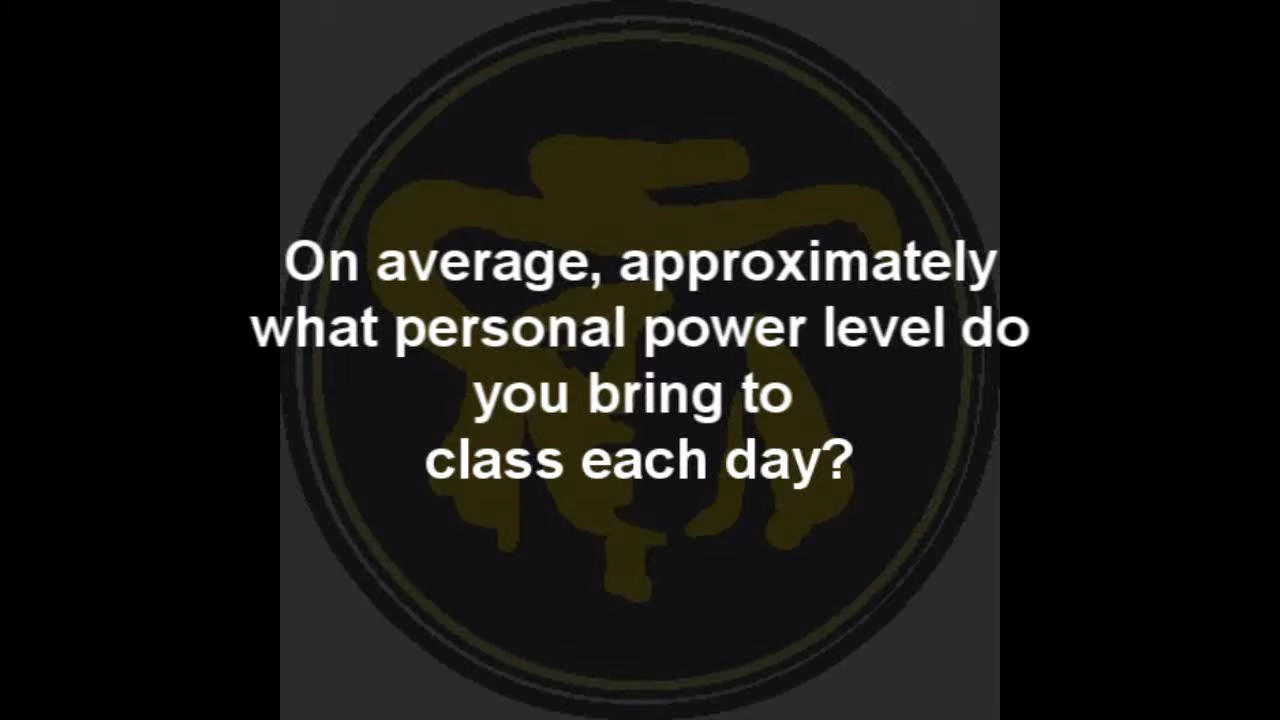 On average, approximately
what personal power level do
you bring to
class each day?